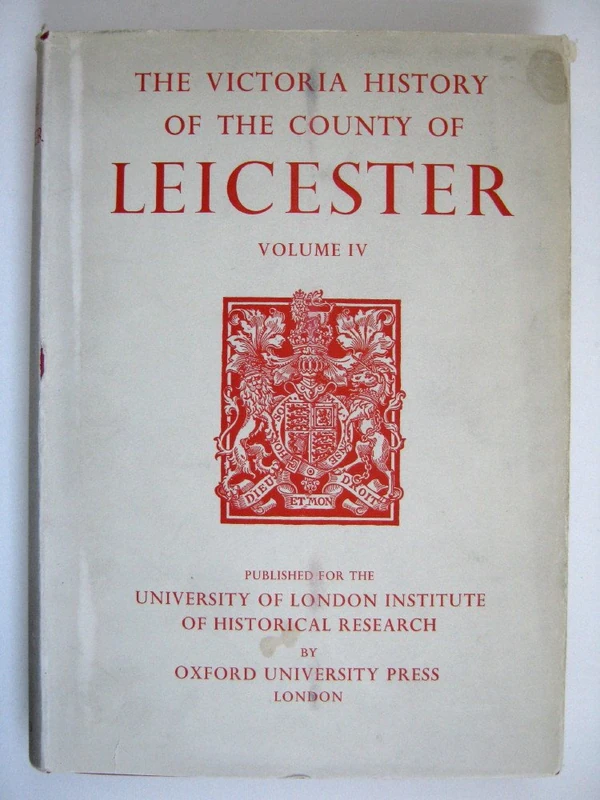 THE VICTORIA HISTORY
OF THE COUNTY OF
LEICESTER
VOLUME IV
DIEU
ET MON
DROIT
PUBLISHED FOR THE
UNIVERSITY OF LONDON INSTITUTE
OF HISTORICAL RESEARCH
BY
OXFORD UNIVERSITY PRESS
LONDON